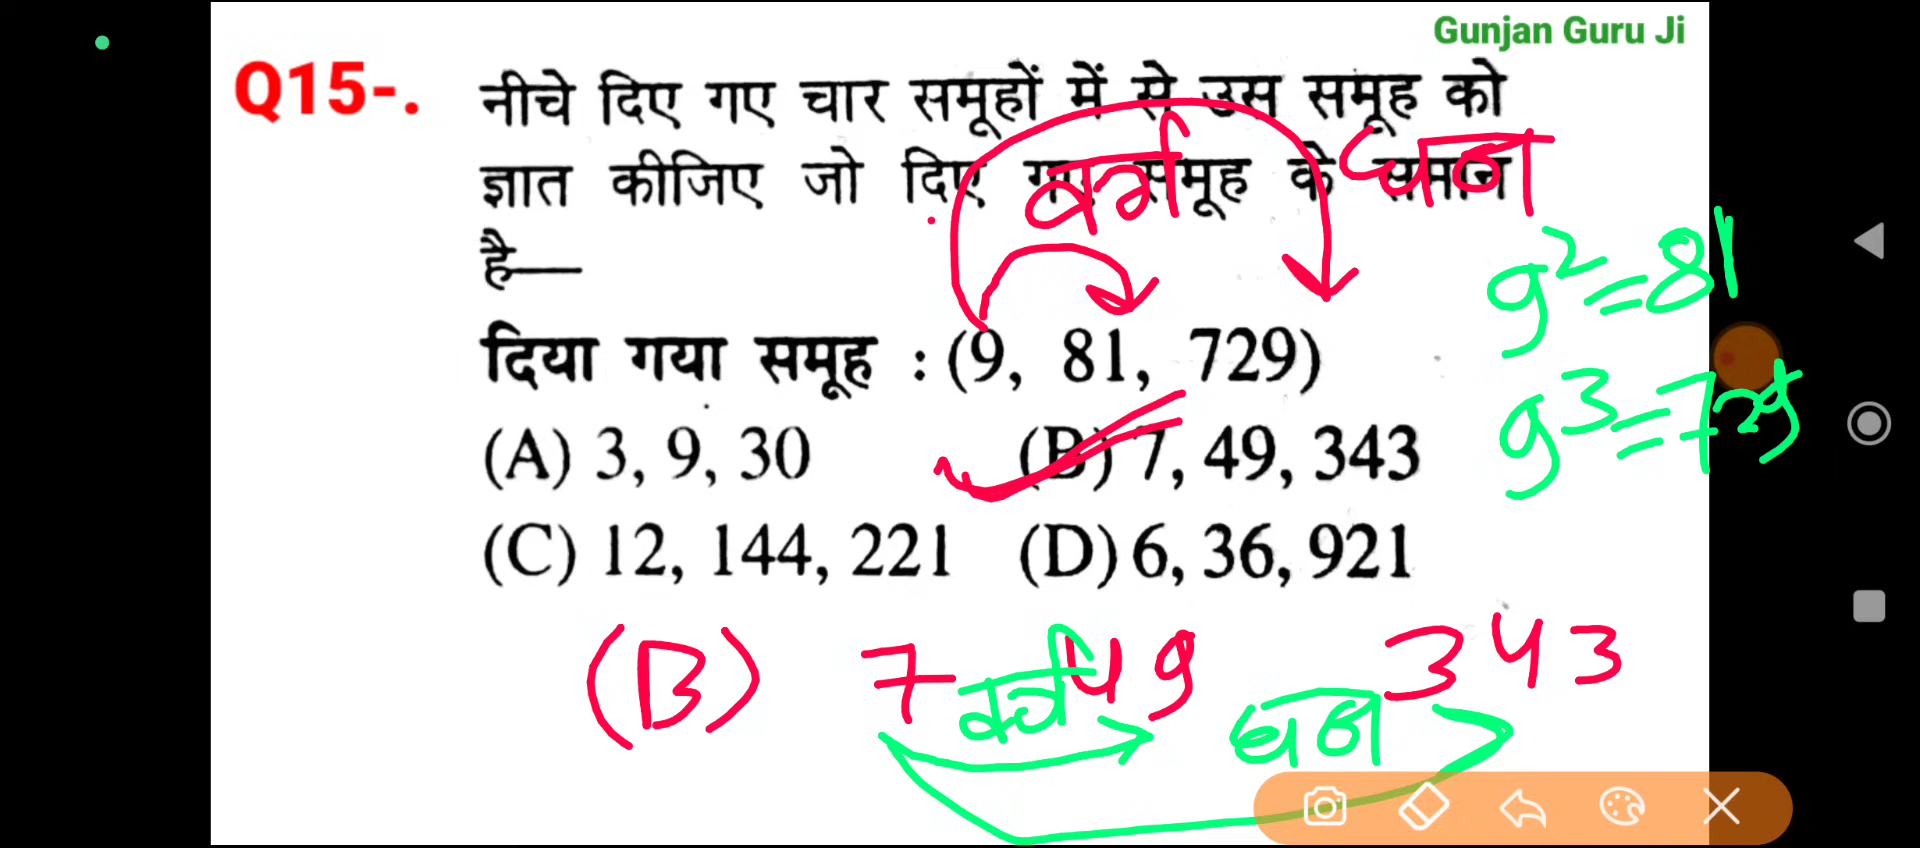 Gunjan Guru Ji
Q15-. नीचे दिए गए चार समूहों में से उस समूह को
ज्ञात कीजिए जो दिए गए समूह के समान
है—
वर्ग घन
9²=81
दिया गया समूह : (9, 81, 729)
9³=729
(A) 3, 9, 30 (B) 7, 49, 343
(C) 12, 144, 221 (D) 6, 36, 921
(B) 7 वर्ग 49 घन 343